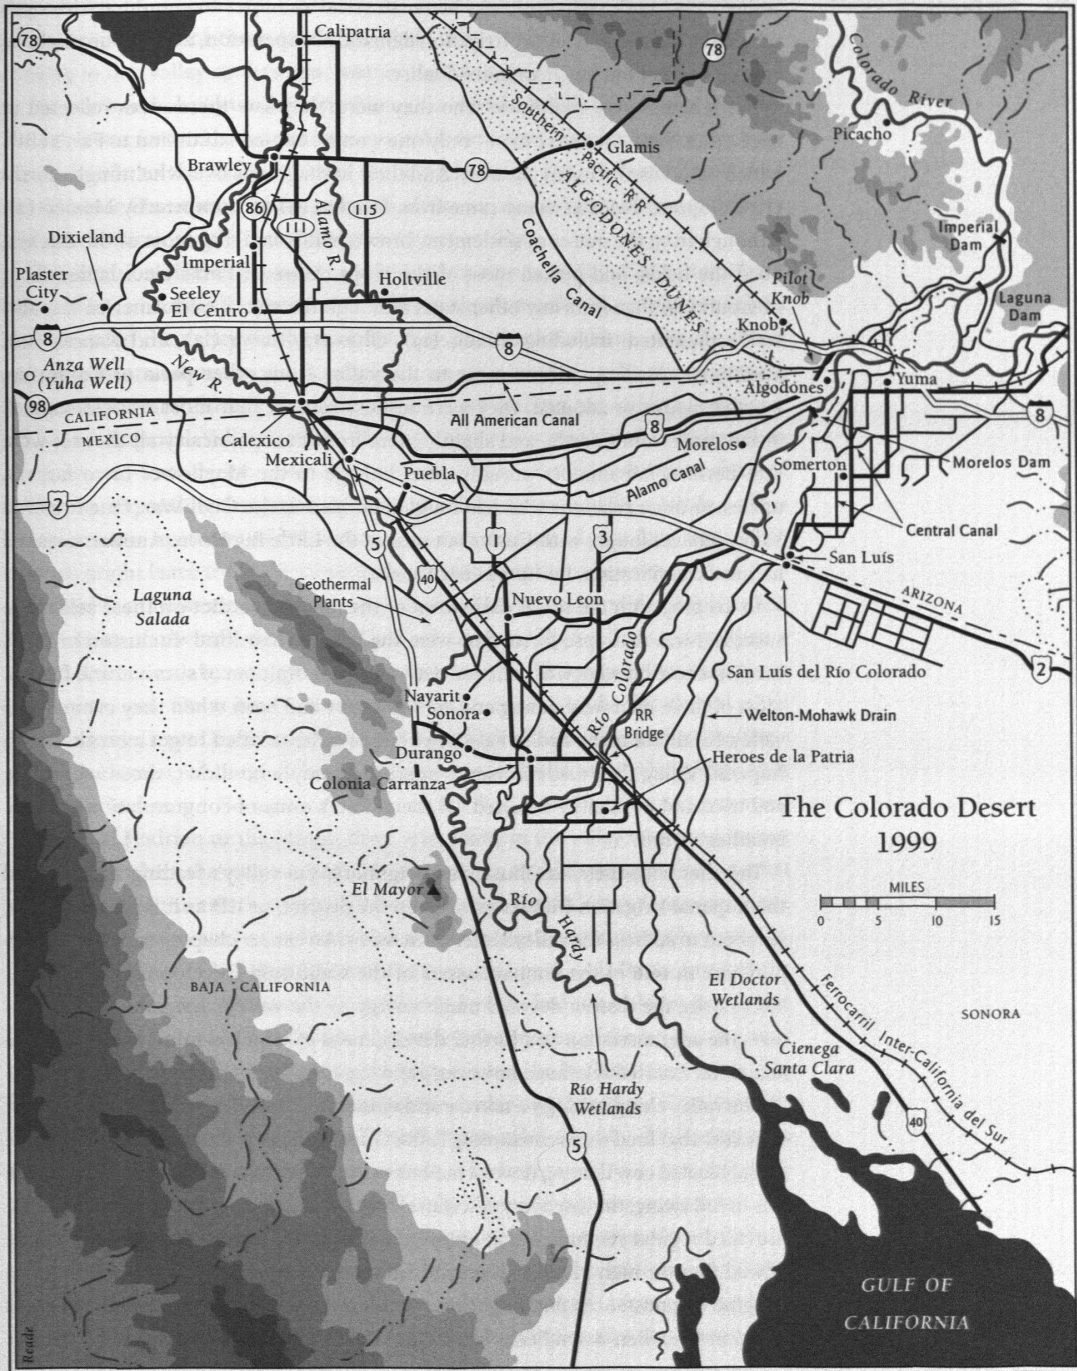 78
Calipatria
78
Colorado River
Southern
Pacific RR
Picacho
Glamis
Brawley
78
ALGODONES DUNES
86
115
111
Alamo R.
Coachella Canal
Dixieland
Imperial
Dam
Imperial
Plaster
City
Holtville
Pilot
Knob
Seeley
El Centro
Laguna
Dam
Knob
8
8
New R.
Anza Well
(Yuha Well)
Algodones
Yuma
98
CALIFORNIA
MEXICO
All American Canal
8
8
Calexico
Morelos
Mexicali
Puebla
Somerton
Morelos Dam
Alamo Canal
2
Central Canal
5
5
San Luís
40
Geothermal
Plants
Laguna
Salada
Nuevo Leon
ARIZONA
San Luís del Río Colorado
2
Río Colorado
Nayarit
Sonora
RR
Bridge
Welton-Mohawk Drain
Durango
Heroes de la Patria
Colonia Carranza
The Colorado Desert
1999
MILES
0 5 10 15
El Mayor
Río Hardy
BAJA CALIFORNIA
El Doctor
Wetlands
Ferrocarril Inter-California del Sur
SONORA
Cienega
Santa Clara
Río Hardy
Wetlands
40
5
GULF OF
CALIFORNIA
Reade